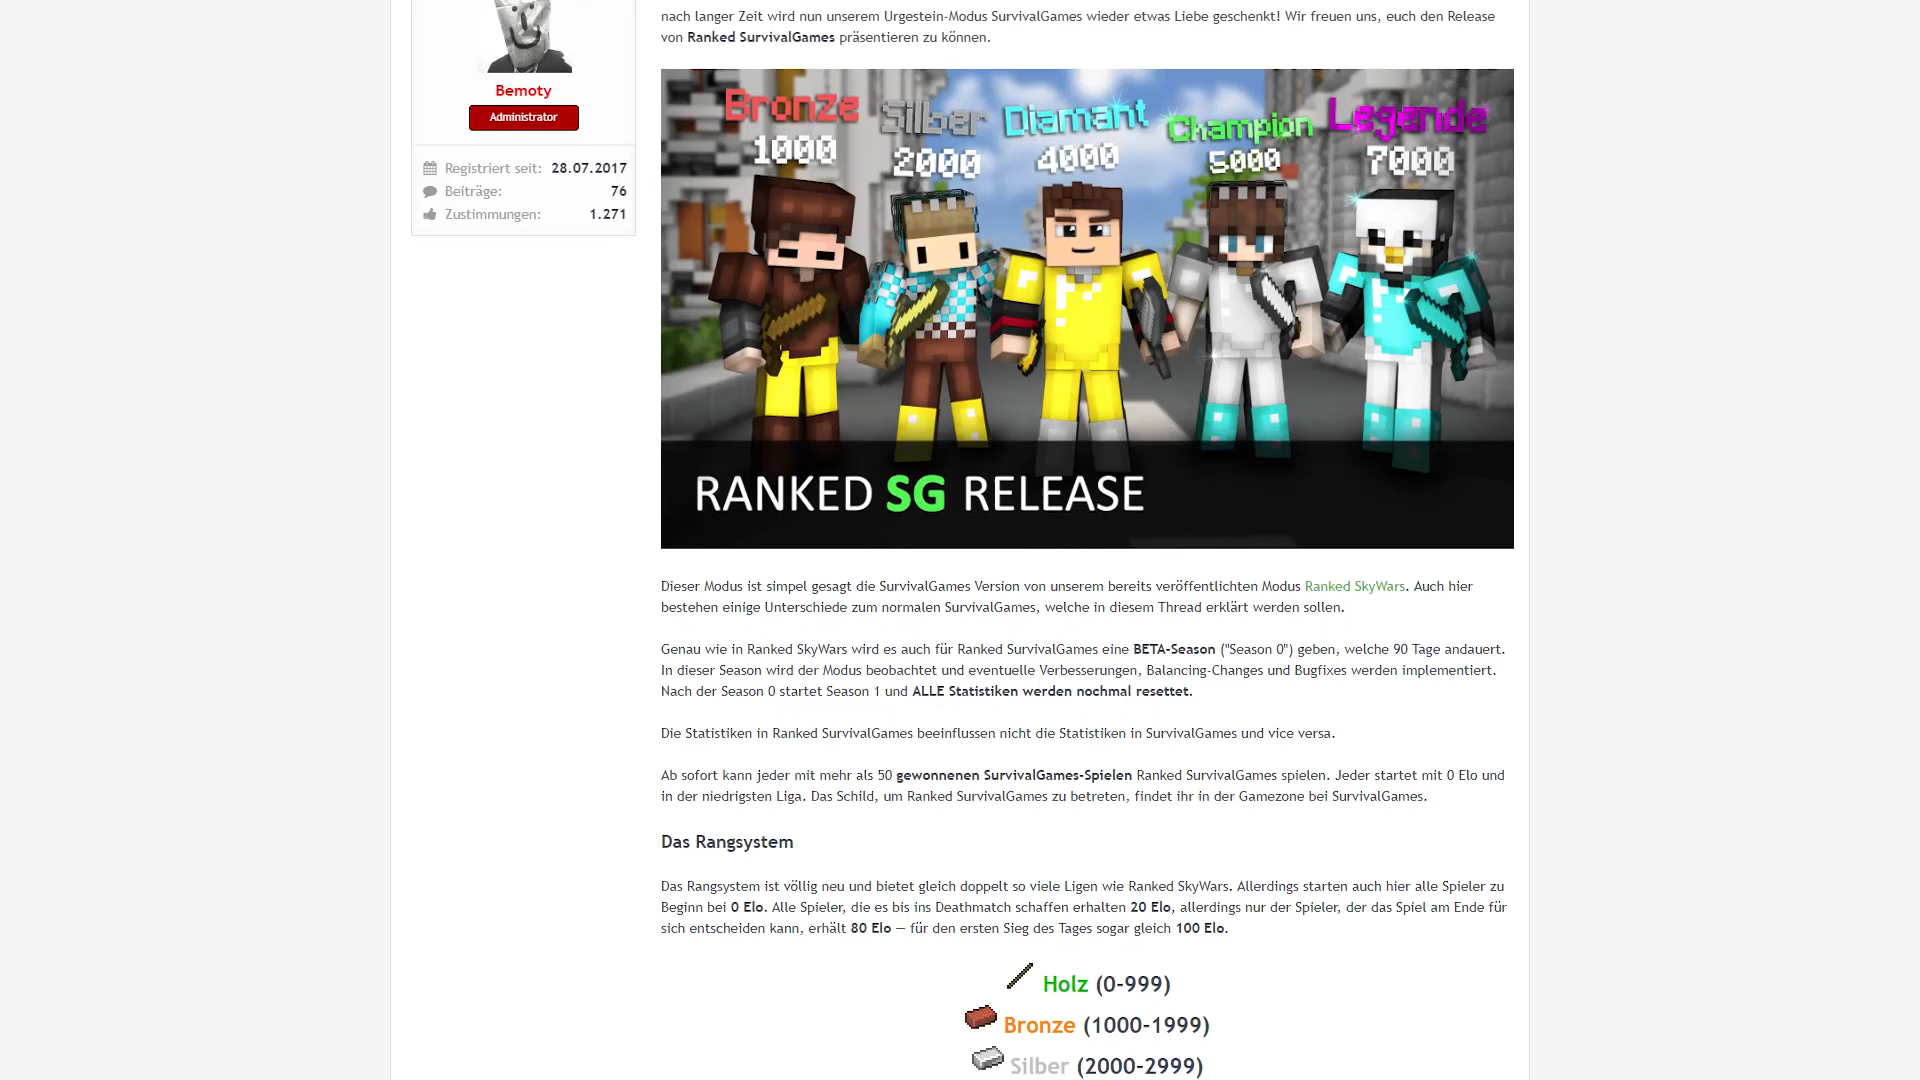 nach langer Zeit wird nun unserem Urgestein-Modus SurvivalGames wieder etwas Liebe geschenkt! Wir freuen uns, euch den Release
von Ranked SurvivalGames präsentieren zu können.
Bemoty
Administrator
Registriert seit: 28.07.2017
Beiträge: 76
Zustimmungen: 1.271
Bronze Silber Diamant Champion Legende
1000 2000 4000 5000 7000
RANKED SG RELEASE
Dieser Modus ist simpel gesagt die SurvivalGames Version von unserem bereits veröffentlichten Modus Ranked SkyWars. Auch hier
bestehen einige Unterschiede zum normalen SurvivalGames, welche in diesem Thread erklärt werden sollen.
Genau wie in Ranked SkyWars wird es auch für Ranked SurvivalGames eine BETA-Season ("Season 0") geben, welche 90 Tage andauert.
In dieser Season wird der Modus beobachtet und eventuelle Verbesserungen, Balancing-Changes und Bugfixes werden implementiert.
Nach der Season 0 startet Season 1 und ALLE Statistiken werden nochmal resettet.
Die Statistiken in Ranked SurvivalGames beeinflussen nicht die Statistiken in SurvivalGames und vice versa.
Ab sofort kann jeder mit mehr als 50 gewonnenen SurvivalGames-Spielen Ranked SurvivalGames spielen. Jeder startet mit 0 Elo und
in der niedrigsten Liga. Das Schild, um Ranked SurvivalGames zu betreten, findet ihr in der Gamezone bei SurvivalGames.
Das Rangsystem
Das Rangsystem ist völlig neu und bietet gleich doppelt so viele Ligen wie Ranked SkyWars. Allerdings starten auch hier alle Spieler zu
Beginn bei 0 Elo. Alle Spieler, die es bis ins Deathmatch schaffen erhalten 20 Elo, allerdings nur der Spieler, der das Spiel am Ende für
sich entscheiden kann, erhält 80 Elo — für den ersten Sieg des Tages sogar gleich 100 Elo.
Holz (0-999)
Bronze (1000-1999)
Silber (2000-2999)